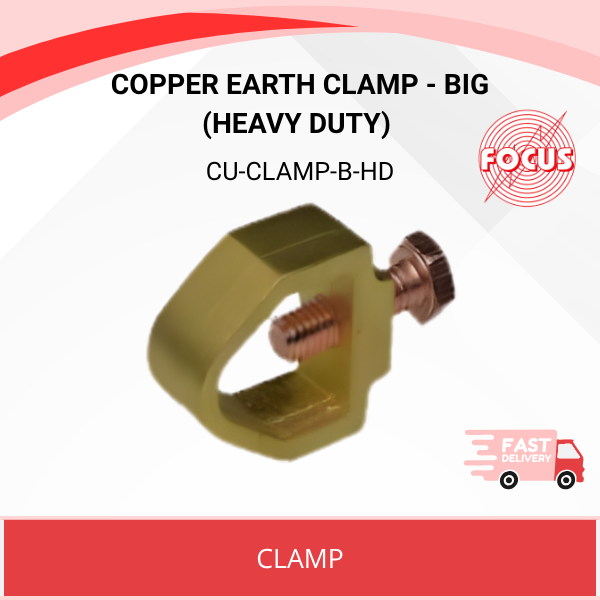 COPPER EARTH CLAMP - BIG
(HEAVY DUTY)
CU-CLAMP-B-HD
FOCUS
FAST
DELIVERY
CLAMP